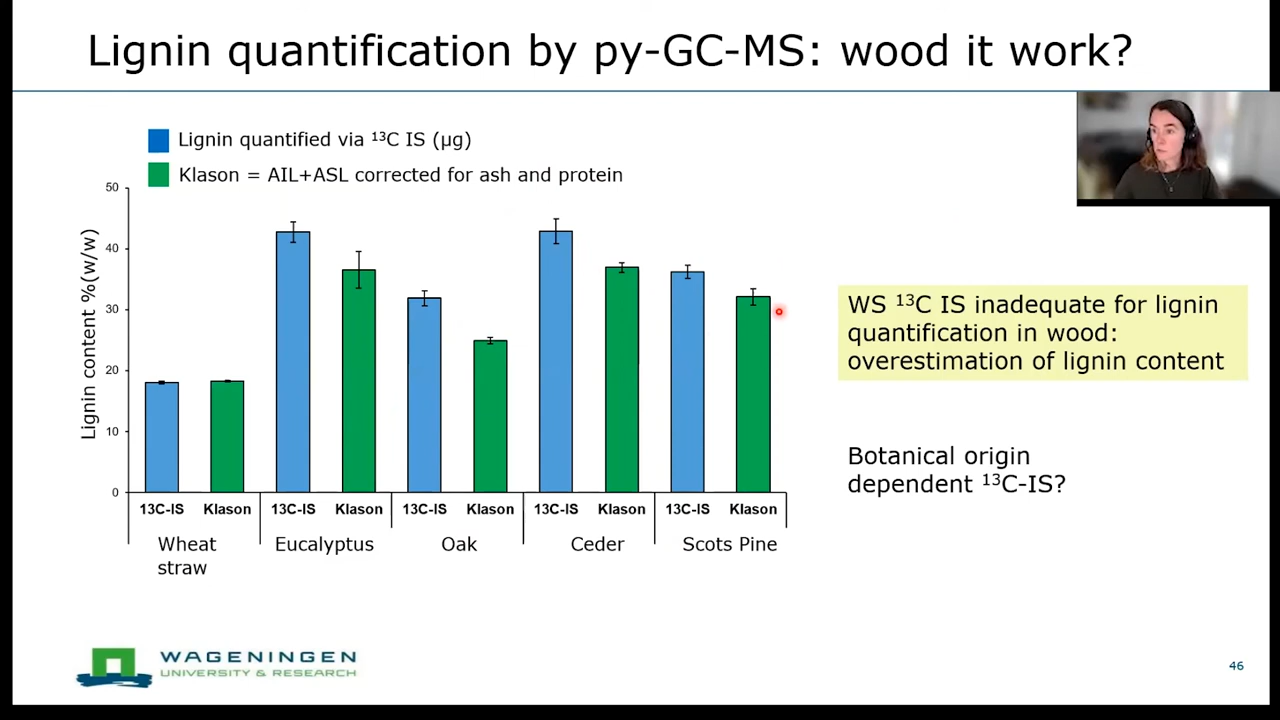 Lignin quantification by py-GC-MS: wood it work?
Lignin quantified via ¹³C IS (µg)
Klason = AIL+ASL corrected for ash and protein
Lignin content %(w/w)
50
40
30
20
10
0
13C-IS Klason 13C-IS Klason 13C-IS Klason 13C-IS Klason 13C-IS Klason
Wheat straw Eucalyptus Oak Ceder Scots Pine
WS ¹³C IS inadequate for lignin
quantification in wood:
overestimation of lignin content
Botanical origin
dependent ¹³C-IS?
WAGENINGEN
UNIVERSITY & RESEARCH
46